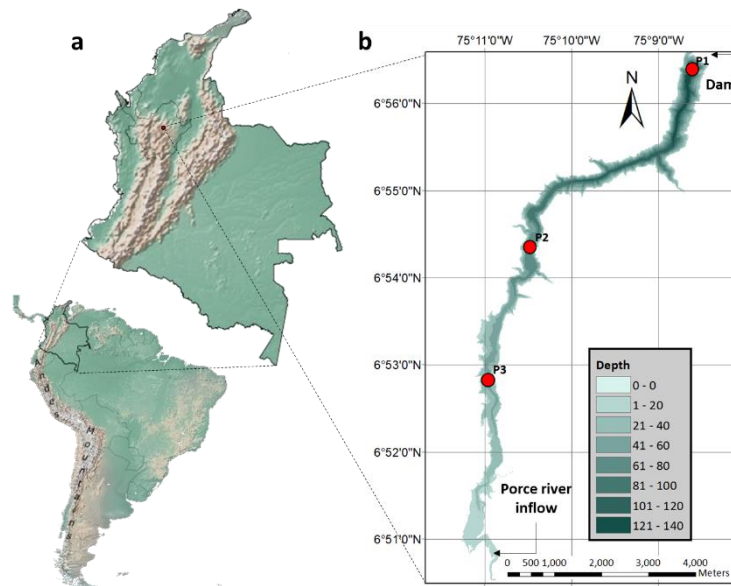 a
b
75°11'0"W 75°10'0"W 75°9'0"W
P1
Dam
N
6°56'0"N
6°55'0"N
P2
6°54'0"N
6°53'0"N
P3
6°52'0"N
6°51'0"N
Andes Mountains
Depth
0 - 0
1 - 20
21 - 40
41 - 60
61 - 80
81 - 100
101 - 120
121 - 140
Porce river
inflow
0 500 1,000 2,000 3,000 4,000
Meters